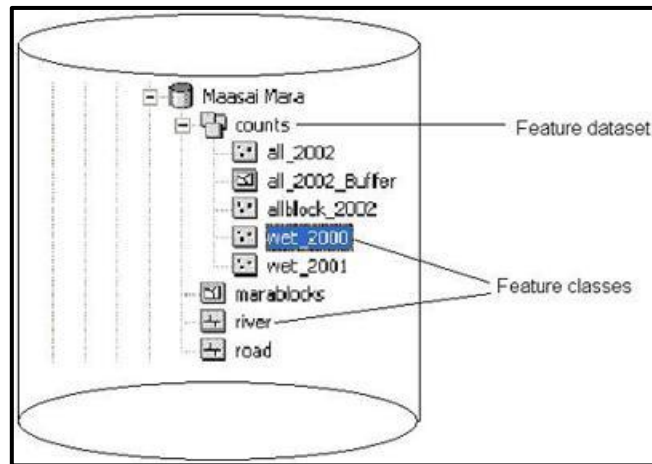 Maasai Mara
counts
Feature dataset
all_2002
all_2002_Buffer
allblock_2002
wet_2000
wet_2001
Feature classes
marablocks
river
road